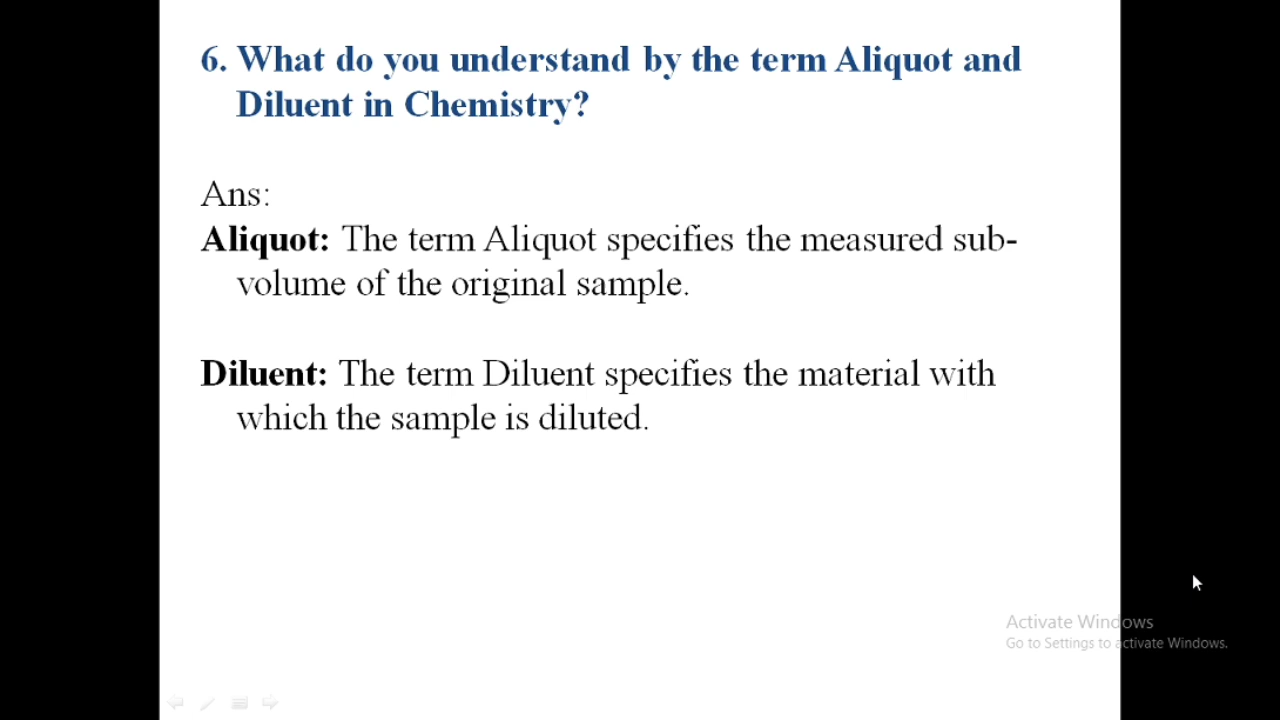 6. What do you understand by the term Aliquot and
Diluent in Chemistry?
Ans:
Aliquot: The term Aliquot specifies the measured sub-
volume of the original sample.
Diluent: The term Diluent specifies the material with
which the sample is diluted.
Activate Windows
Go to Settings to activate Windows.